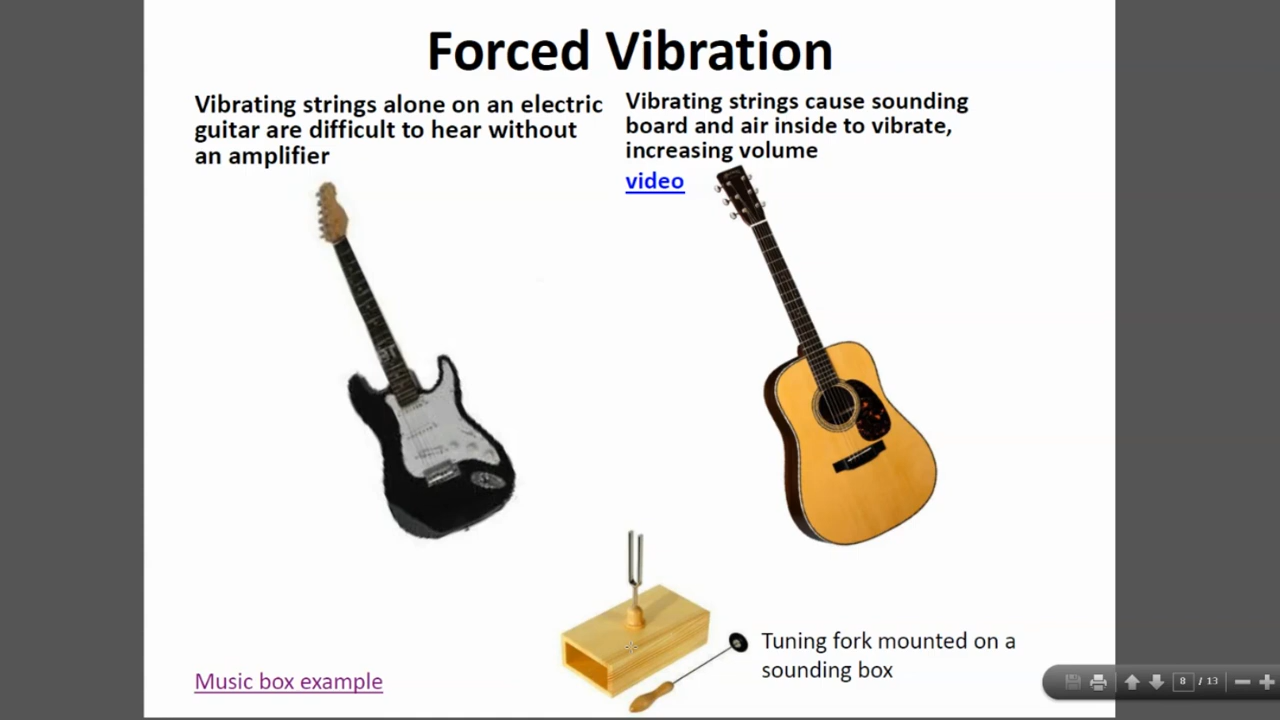 Forced Vibration
Vibrating strings alone on an electric
guitar are difficult to hear without
an amplifier
Vibrating strings cause sounding
board and air inside to vibrate,
increasing volume
video
Tuning fork mounted on a
sounding box
Music box example
8 / 13